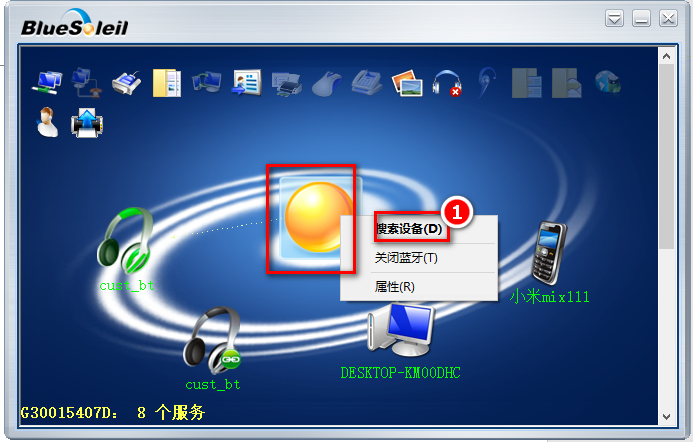 BlueSoleil
1
搜索设备(D)
关闭蓝牙(T)
属性(R)
cust_bt
小米mix111
cust_bt
DESKTOP-KM00DHC
G30015407D: 8 个服务